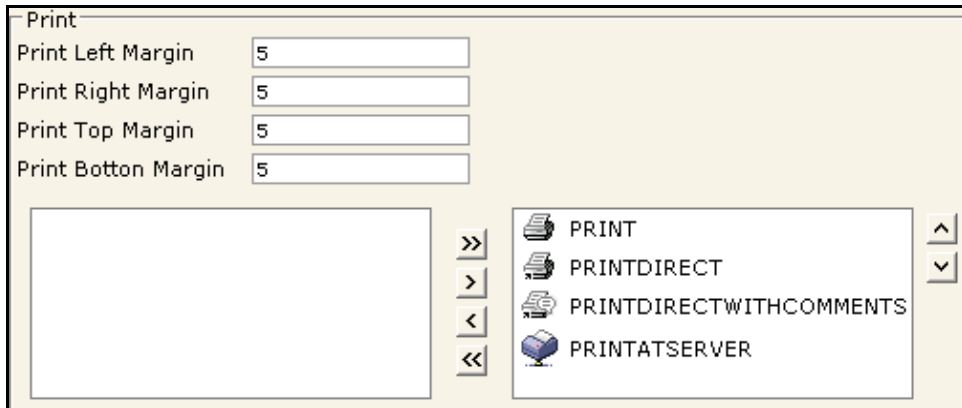 Print
Print Left Margin 5
Print Right Margin 5
Print Top Margin 5
Print Botton Margin 5
>>
>
<
<<
PRINT
PRINTDIRECT
PRINTDIRECTWITHCOMMENTS
PRINTATSERVER